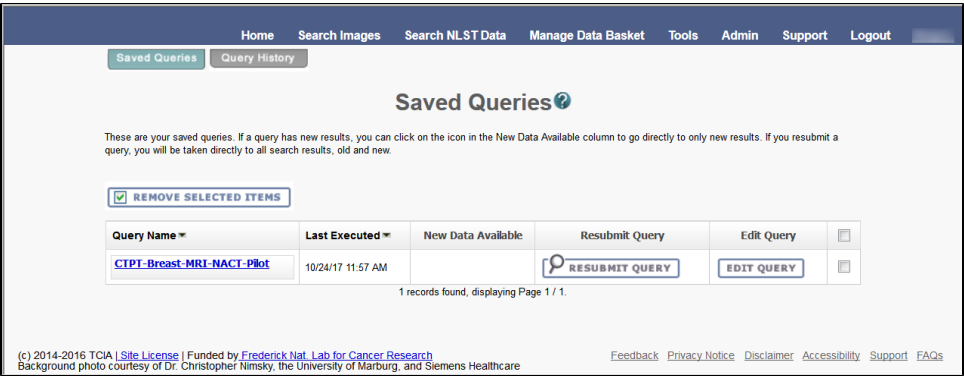 Home Search Images Search NLST Data Manage Data Basket Tools Admin Support Logout
Saved Queries Query History
Saved Queries
These are your saved queries. If a query has new results, you can click on the icon in the New Data Available column to go directly to only new results. If you resubmit a
query, you will be taken directly to all search results, old and new.
REMOVE SELECTED ITEMS
Query Name Last Executed New Data Available Resubmit Query Edit Query
CTPT-Breast-MRI-NACT-Pilot 10/24/17 11:57 AM RESUBMIT QUERY EDIT QUERY
1 records found, displaying Page 1 / 1.
(c) 2014-2016 TCIA | Site License | Funded by Frederick Nat. Lab for Cancer Research Feedback Privacy Notice Disclaimer Accessibility Support FAQs
Background photo courtesy of Dr. Christopher Nimsky, the University of Marburg, and Siemens Healthcare